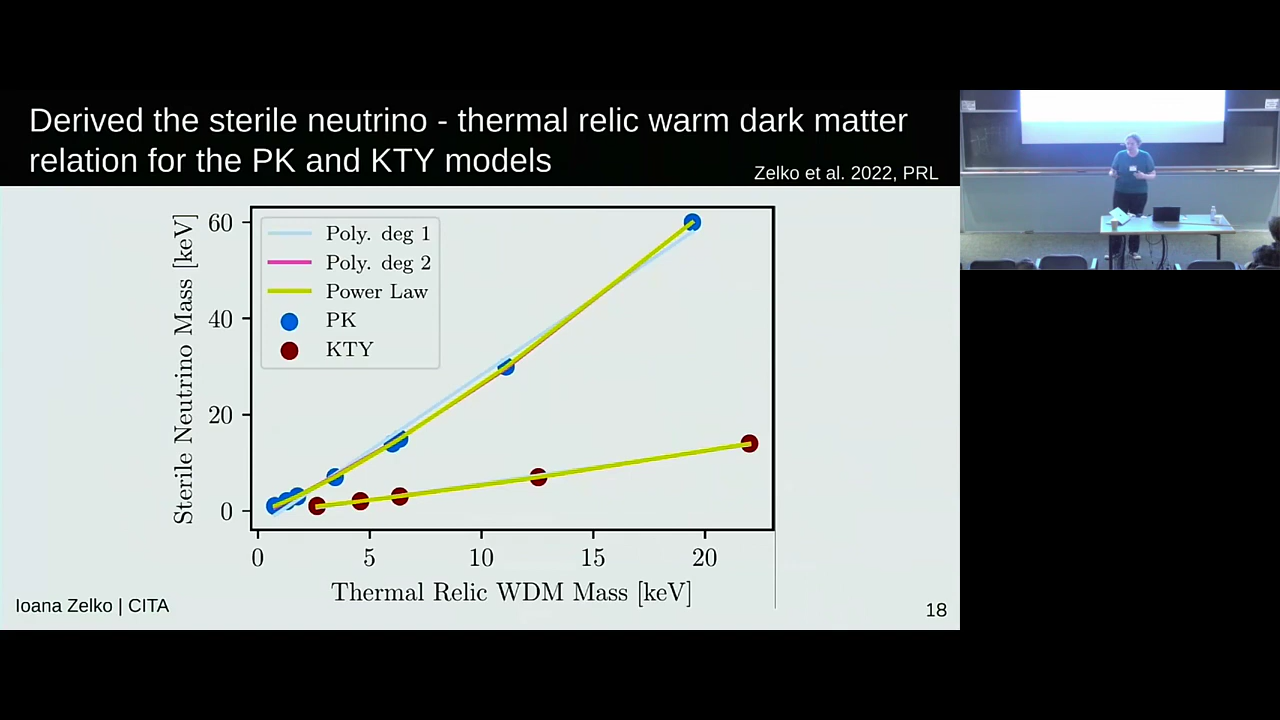 Derived the sterile neutrino - thermal relic warm dark matter
relation for the PK and KTY models
Zelko et al. 2022, PRL
Sterile Neutrino Mass [keV]
60
40
20
0
Poly. deg 1
Poly. deg 2
Power Law
PK
KTY
0 5 10 15 20
Thermal Relic WDM Mass [keV]
Ioana Zelko | CITA
18